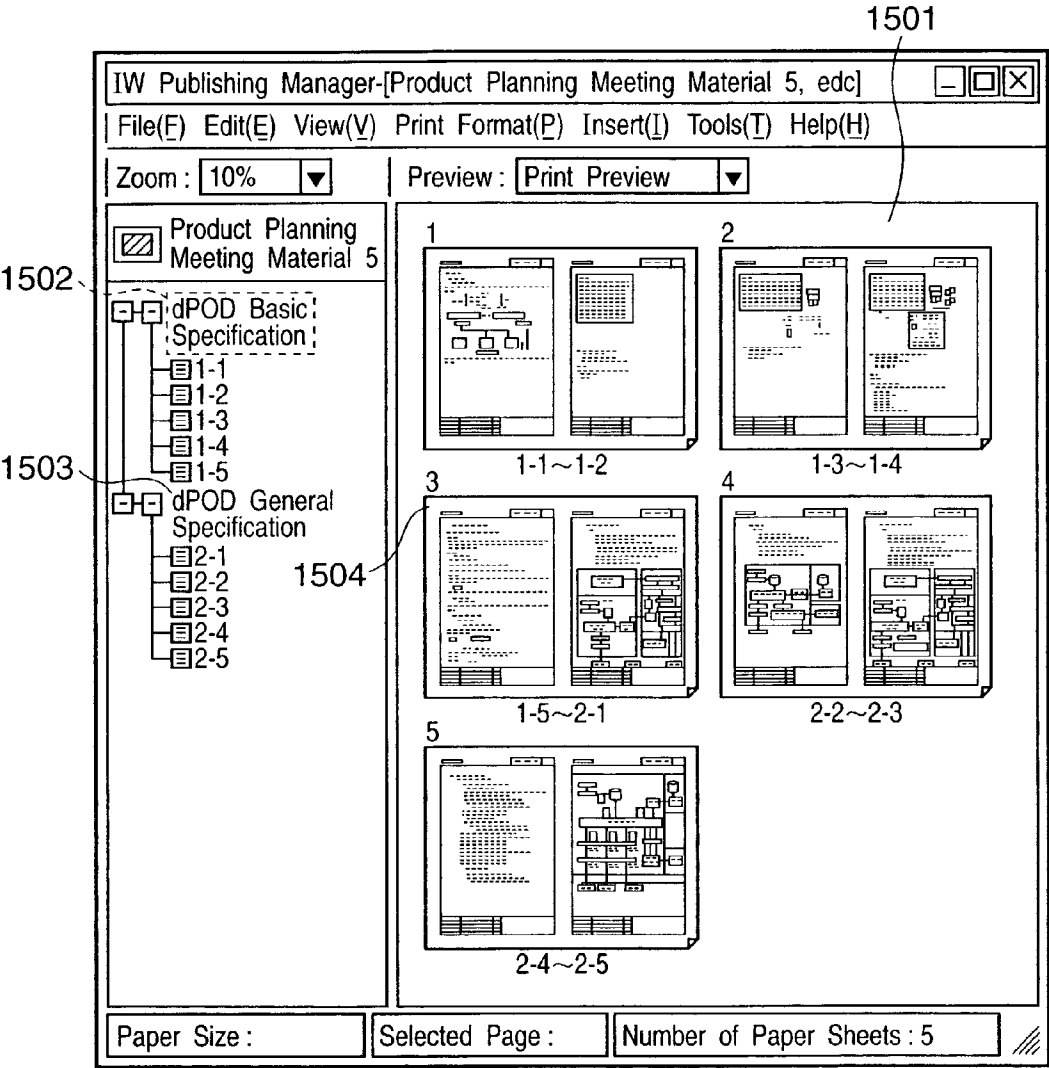 1501
IW Publishing Manager-[Product Planning Meeting Material 5, edc]
File(F) Edit(E) View(V) Print Format(P) Insert(I) Tools(T) Help(H)
Zoom : 10%
Preview : Print Preview
Product Planning
Meeting Material 5
1502
dPOD Basic
Specification
1-1
1-2
1-3
1-4
1-5
1503
dPOD General
Specification
2-1
2-2
2-3
2-4
2-5
1
2
1-1~1-2
1-3~1-4
3
4
1504
1-5~2-1
2-2~2-3
5
2-4~2-5
Paper Size :
Selected Page :
Number of Paper Sheets : 5